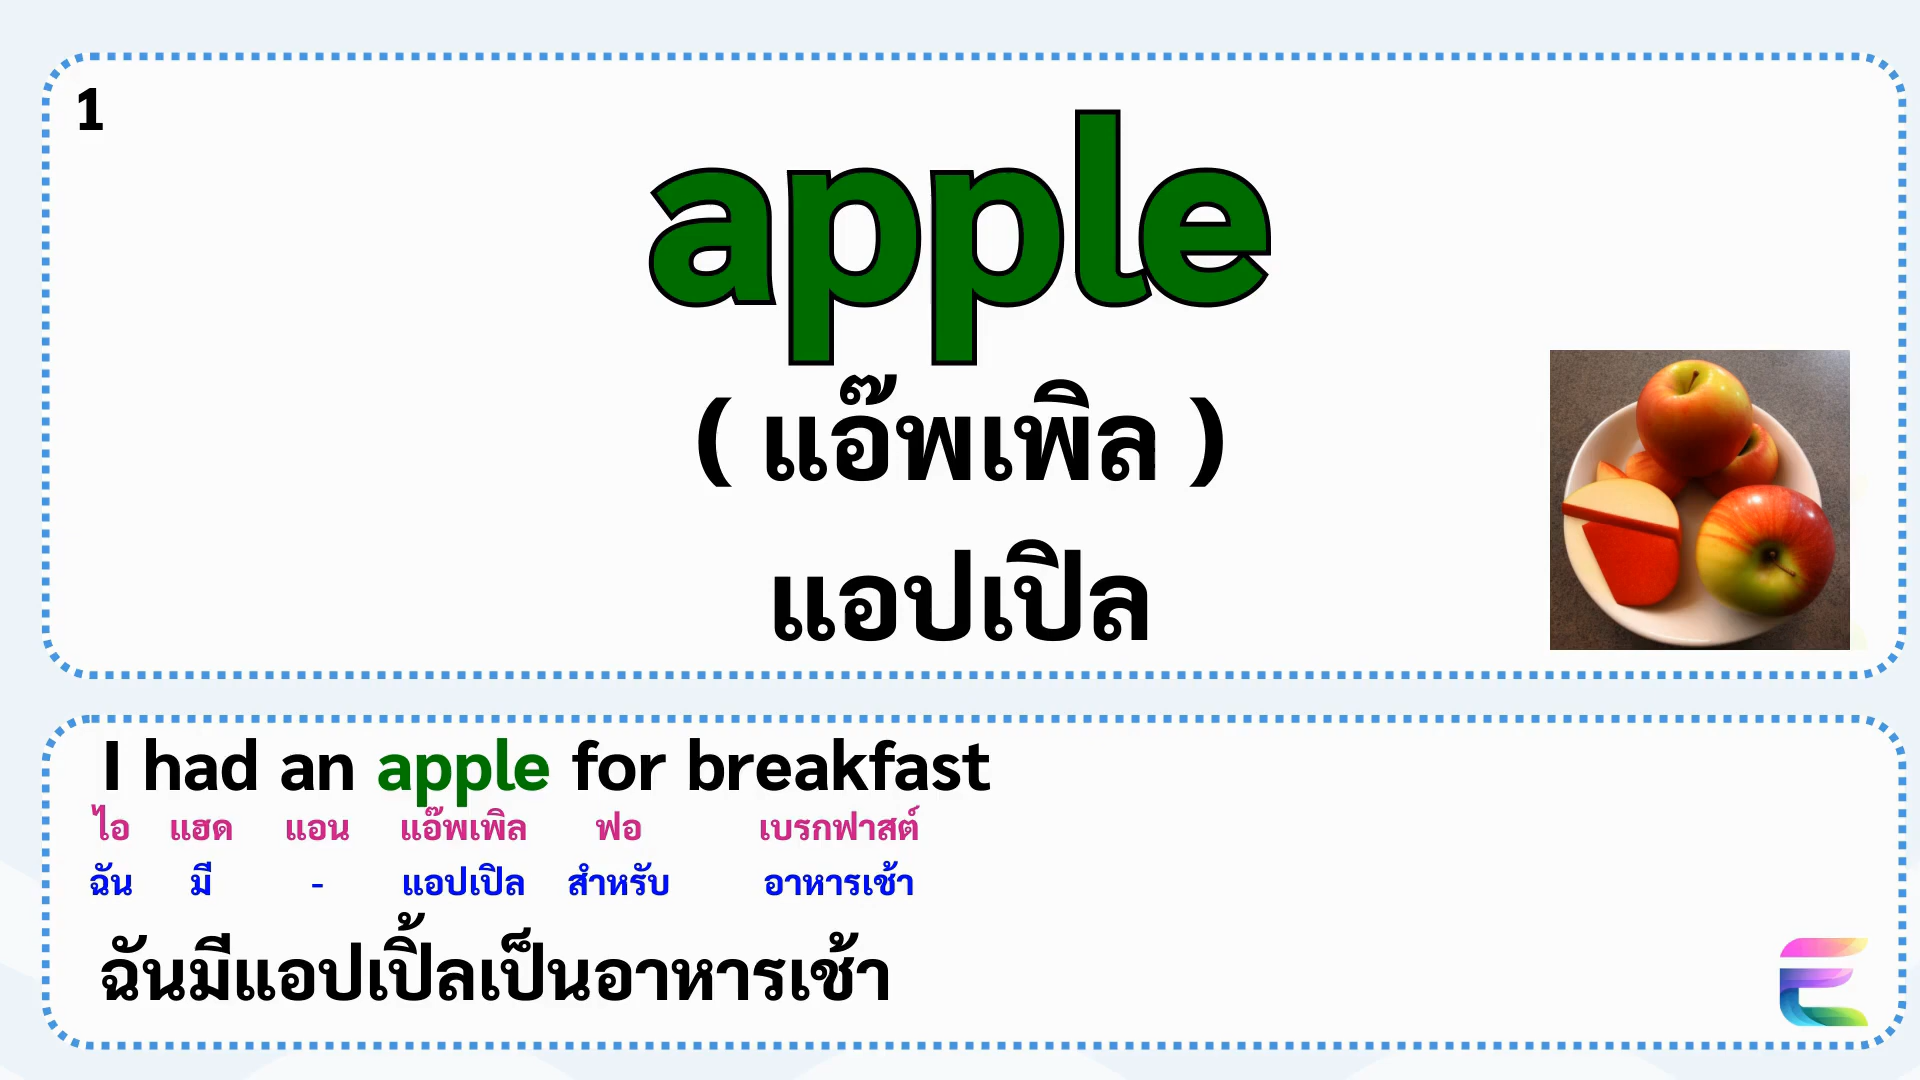 1
apple
( แอ๊พเพิล )
แอปเปิล
I had an apple for breakfast
ไอ แฮด แอน แอ๊พเพิล ฟอ เบรกฟาสต์
ฉัน มี - แอปเปิล สำหรับ อาหารเช้า
ฉันมีแอปเปิ้ลเป็นอาหารเช้า